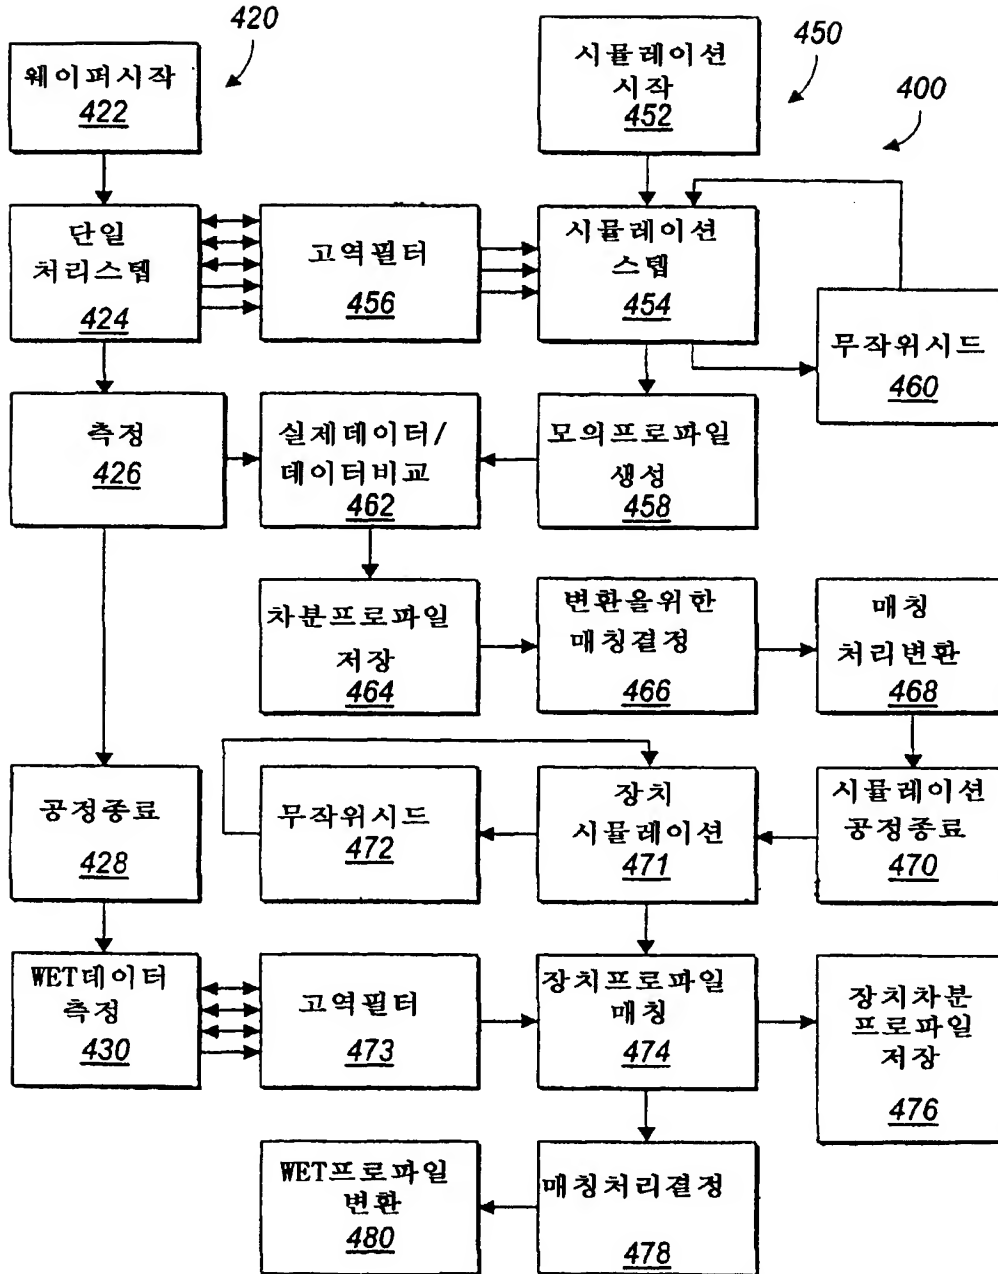 420
450
400
웨이퍼시작
422
시뮬레이션
시작
452
단일
처리스텝
424
고역필터
456
시뮬레이션
스텝
454
무작위시드
460
측정
426
실제데이터/
데이터비교
462
모의프로파일
생성
458
차분프로파일
저장
464
변환을위한
매칭결정
466
매칭
처리변환
468
공정종료
428
무작위시드
472
장치
시뮬레이션
471
시뮬레이션
공정종료
470
WET데이터
측정
430
고역필터
473
장치프로파일
매칭
474
장치차분
프로파일
저장
476
WET프로파일
변환
480
매칭처리결정
478